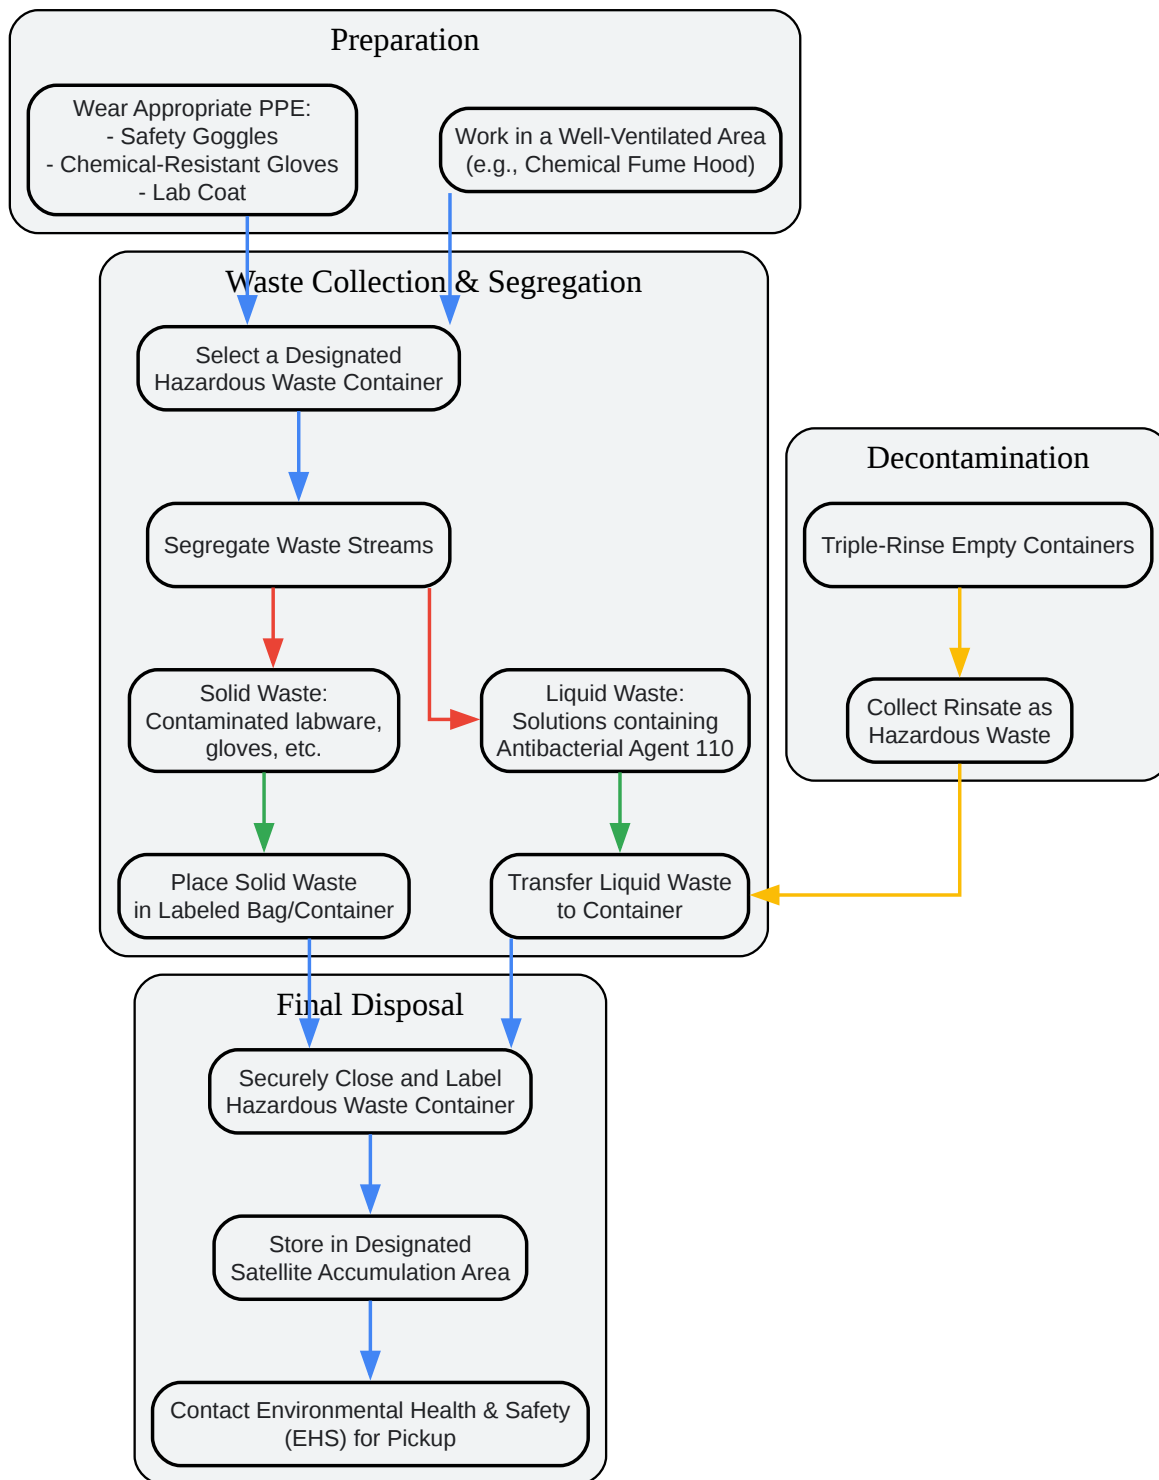 Preparation
Wear Appropriate PPE:
- Safety Goggles
- Chemical-Resistant Gloves
- Lab Coat
Work in a Well-Ventilated Area
(e.g., Chemical Fume Hood)
Waste Collection & Segregation
Select a Designated
Hazardous Waste Container
Segregate Waste Streams
Solid Waste:
Contaminated labware,
gloves, etc.
Liquid Waste:
Solutions containing
Antibacterial Agent 110
Place Solid Waste
in Labeled Bag/Container
Transfer Liquid Waste
to Container
Decontamination
Triple-Rinse Empty Containers
Collect Rinsate as
Hazardous Waste
Final Disposal
Securely Close and Label
Hazardous Waste Container
Store in Designated
Satellite Accumulation Area
Contact Environmental Health & Safety
(EHS) for Pickup